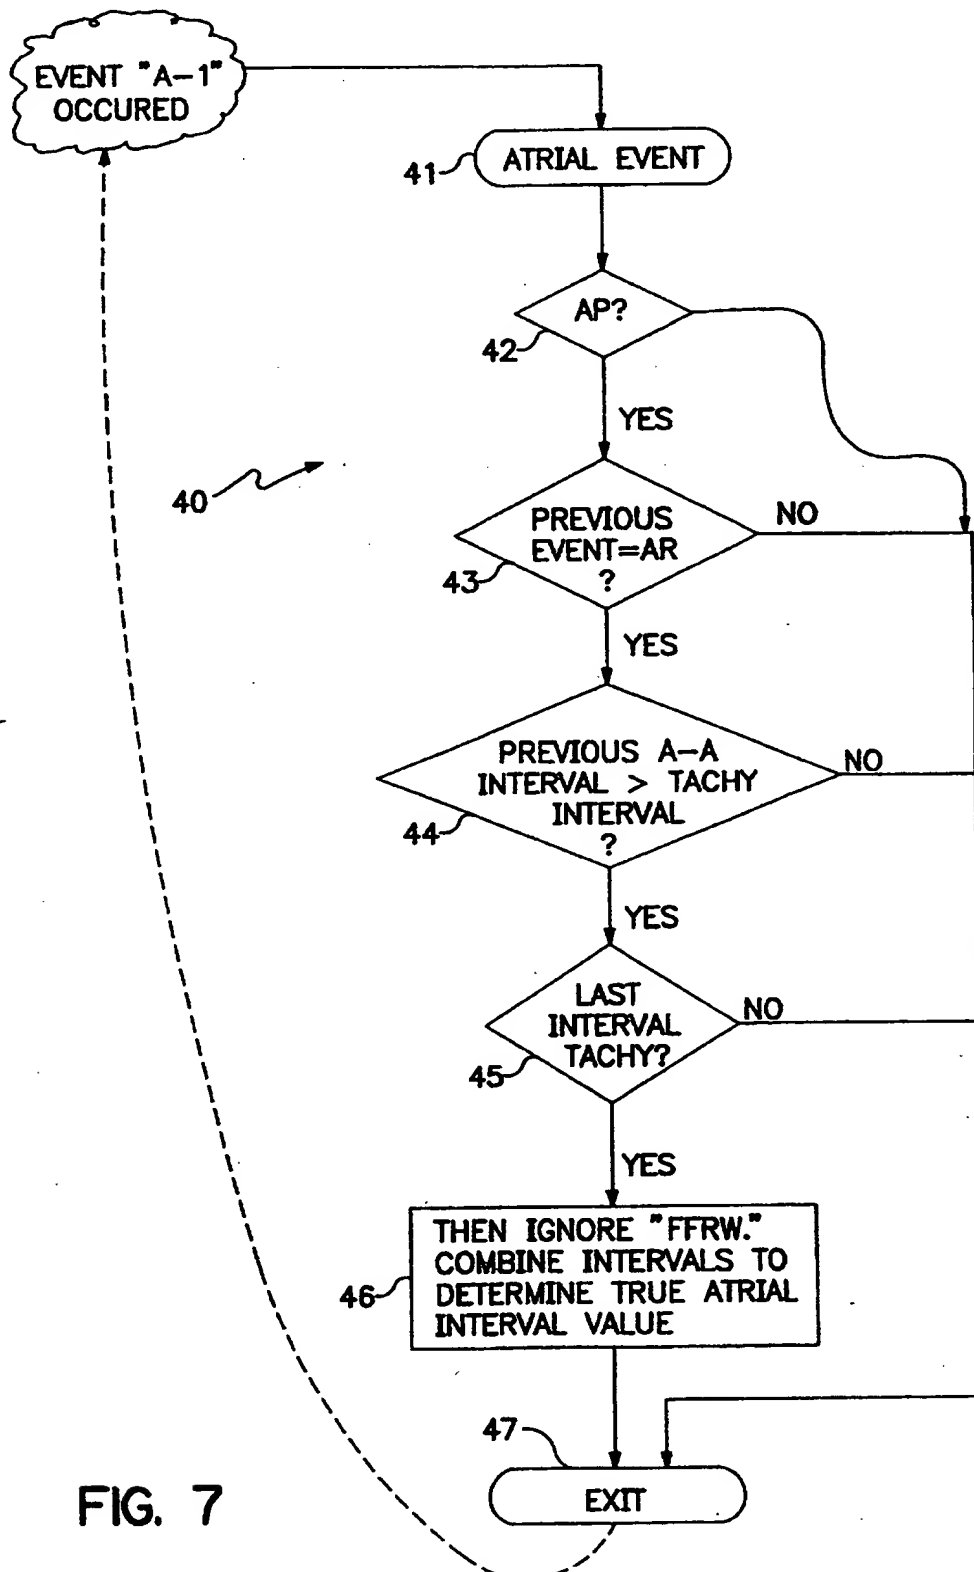 EVENT "A-1"
OCCURED
41
ATRIAL EVENT
AP?
42
YES
40
PREVIOUS
EVENT=AR
?
43
NO
YES
PREVIOUS A-A
INTERVAL > TACHY
INTERVAL
?
44
NO
YES
LAST
INTERVAL
TACHY?
45
NO
YES
THEN IGNORE "FFRW."
COMBINE INTERVALS TO
DETERMINE TRUE ATRIAL
INTERVAL VALUE
46
47
EXIT
FIG. 7